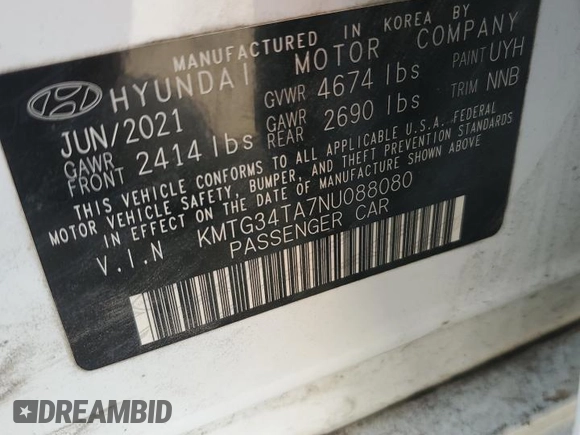 MANUFACTURED IN KOREA BY
HYUNDAI MOTOR COMPANY
JUN/2021 GVWR 4674 lbs PAINT UYH
GAWR FRONT 2414 lbs GAWR REAR 2690 lbs TRIM NNB
THIS VEHICLE CONFORMS TO ALL APPLICABLE U.S.A. FEDERAL
MOTOR VEHICLE SAFETY, BUMPER, AND THEFT PREVENTION STANDARDS
IN EFFECT ON THE DATE OF MANUFACTURE SHOWN ABOVE
V.I.N KMTG34TA7NU088080
PASSENGER CAR
DREAMBID